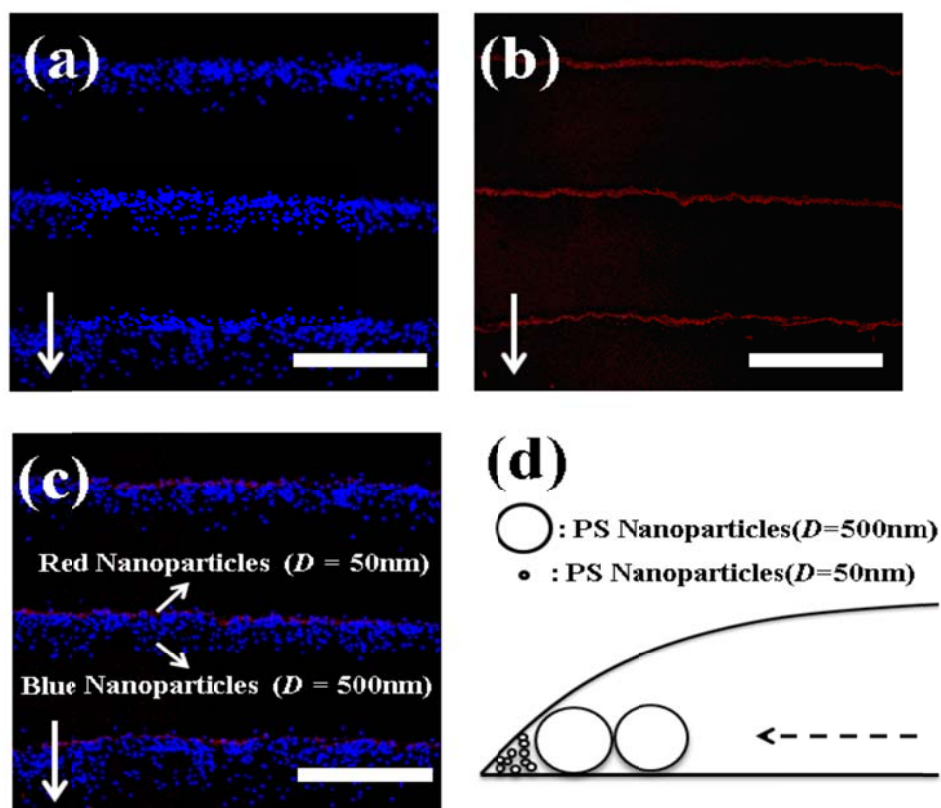 (a)
(b)
(c)
Red Nanoparticles (D = 50nm)
Blue Nanoparticles (D = 500nm)
(d)
: PS Nanoparticles(D=500nm)
: PS Nanoparticles(D=50nm)